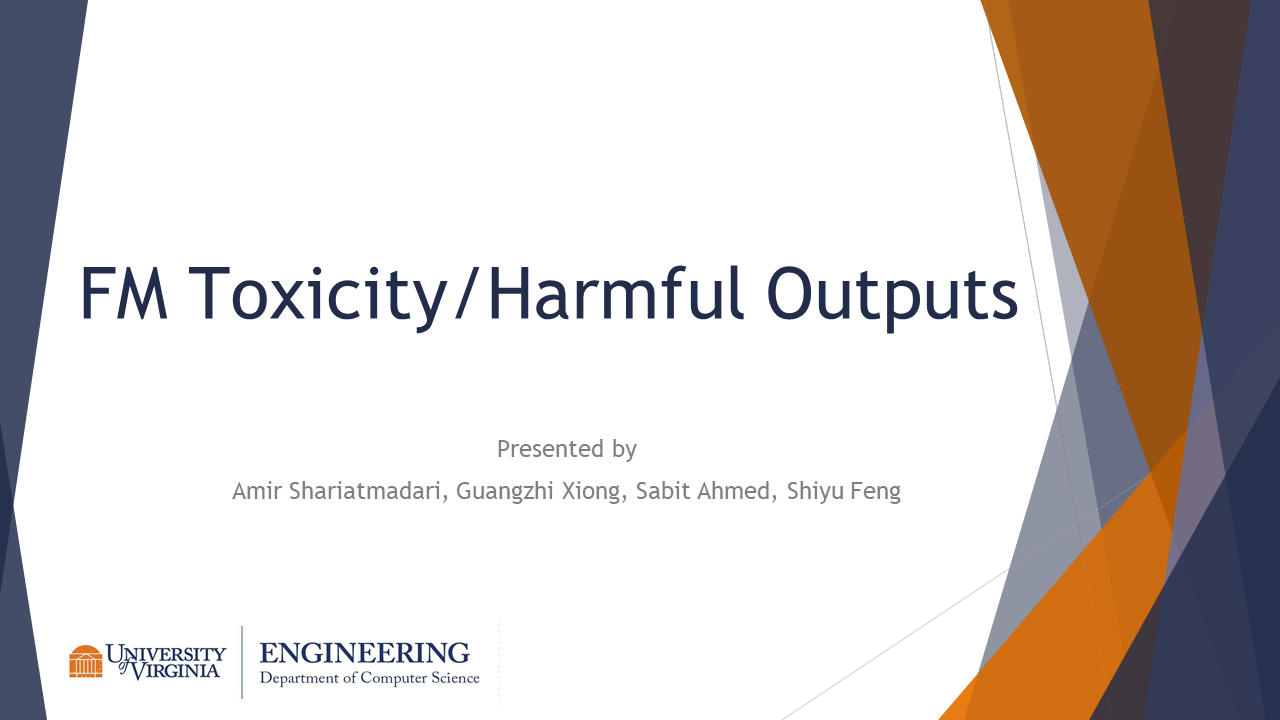 FM Toxicity/Harmful Outputs
Presented by
Amir Shariatmadari, Guangzhi Xiong, Sabit Ahmed, Shiyu Feng
UNIVERSITY
of VIRGINIA
ENGINEERING
Department of Computer Science